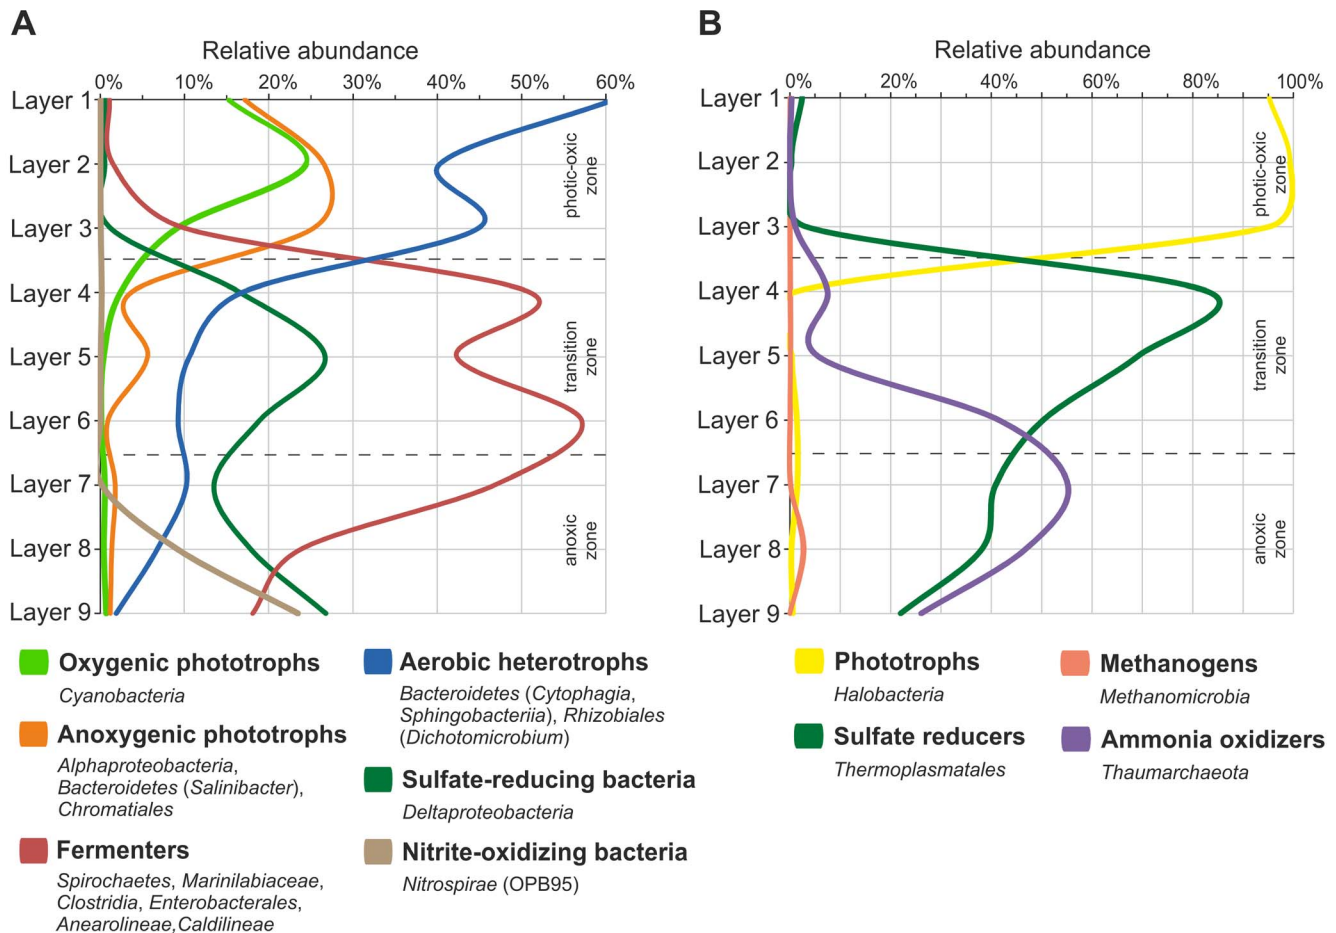 A
Relative abundance
0% 10% 20% 30% 40% 50% 60%
Layer 1
Layer 2
Layer 3
Layer 4
Layer 5
Layer 6
Layer 7
Layer 8
Layer 9
photic-oxic
zone
transition
zone
anoxic
zone
Oxygenic phototrophs
Cyanobacteria
Anoxygenic phototrophs
Alphaproteobacteria,
Bacteroidetes (Salinibacter),
Chromatiales
Fermenters
Spirochaetes, Marinilabiaceae,
Clostridia, Enterobacterales,
Anearolineae,Caldilineae
Aerobic heterotrophs
Bacteroidetes (Cytophagia,
Sphingobacteriia), Rhizobiales
(Dichotomicrobium)
Sulfate-reducing bacteria
Deltaproteobacteria
Nitrite-oxidizing bacteria
Nitrospirae (OPB95)
B
Relative abundance
0% 20% 40% 60% 80% 100%
Layer 1
Layer 2
Layer 3
Layer 4
Layer 5
Layer 6
Layer 7
Layer 8
Layer 9
photic-oxic
zone
transition
zone
anoxic
zone
Phototrophs
Halobacteria
Sulfate reducers
Thermoplasmatales
Methanogens
Methanomicrobia
Ammonia oxidizers
Thaumarchaeota